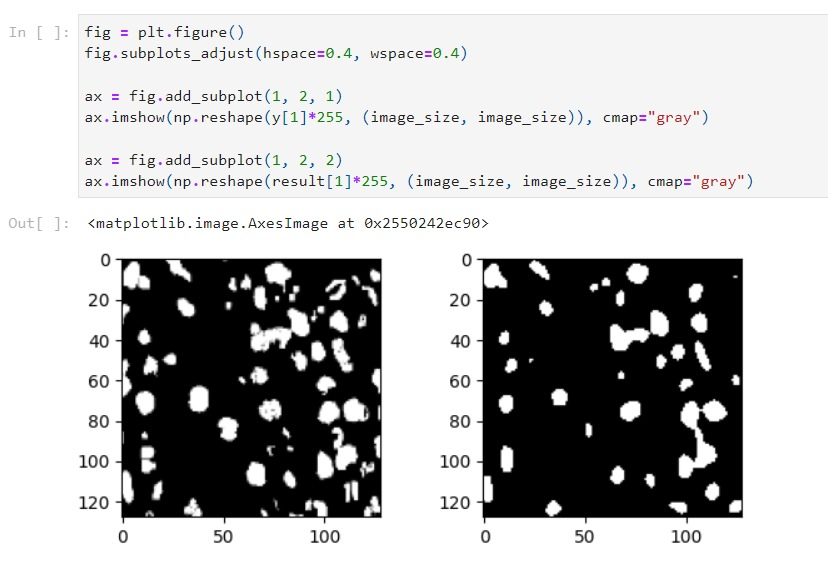 In [ ]: fig = plt.figure()
fig.subplots_adjust(hspace=0.4, wspace=0.4)
ax = fig.add_subplot(1, 2, 1)
ax.imshow(np.reshape(y[1]*255, (image_size, image_size)), cmap="gray")
ax = fig.add_subplot(1, 2, 2)
ax.imshow(np.reshape(result[1]*255, (image_size, image_size)), cmap="gray")
Out[ ]: <matplotlib.image.AxesImage at 0x2550242ec90>
0
20
40
60
80
100
120
0 50 100
0
20
40
60
80
100
120
0 50 100